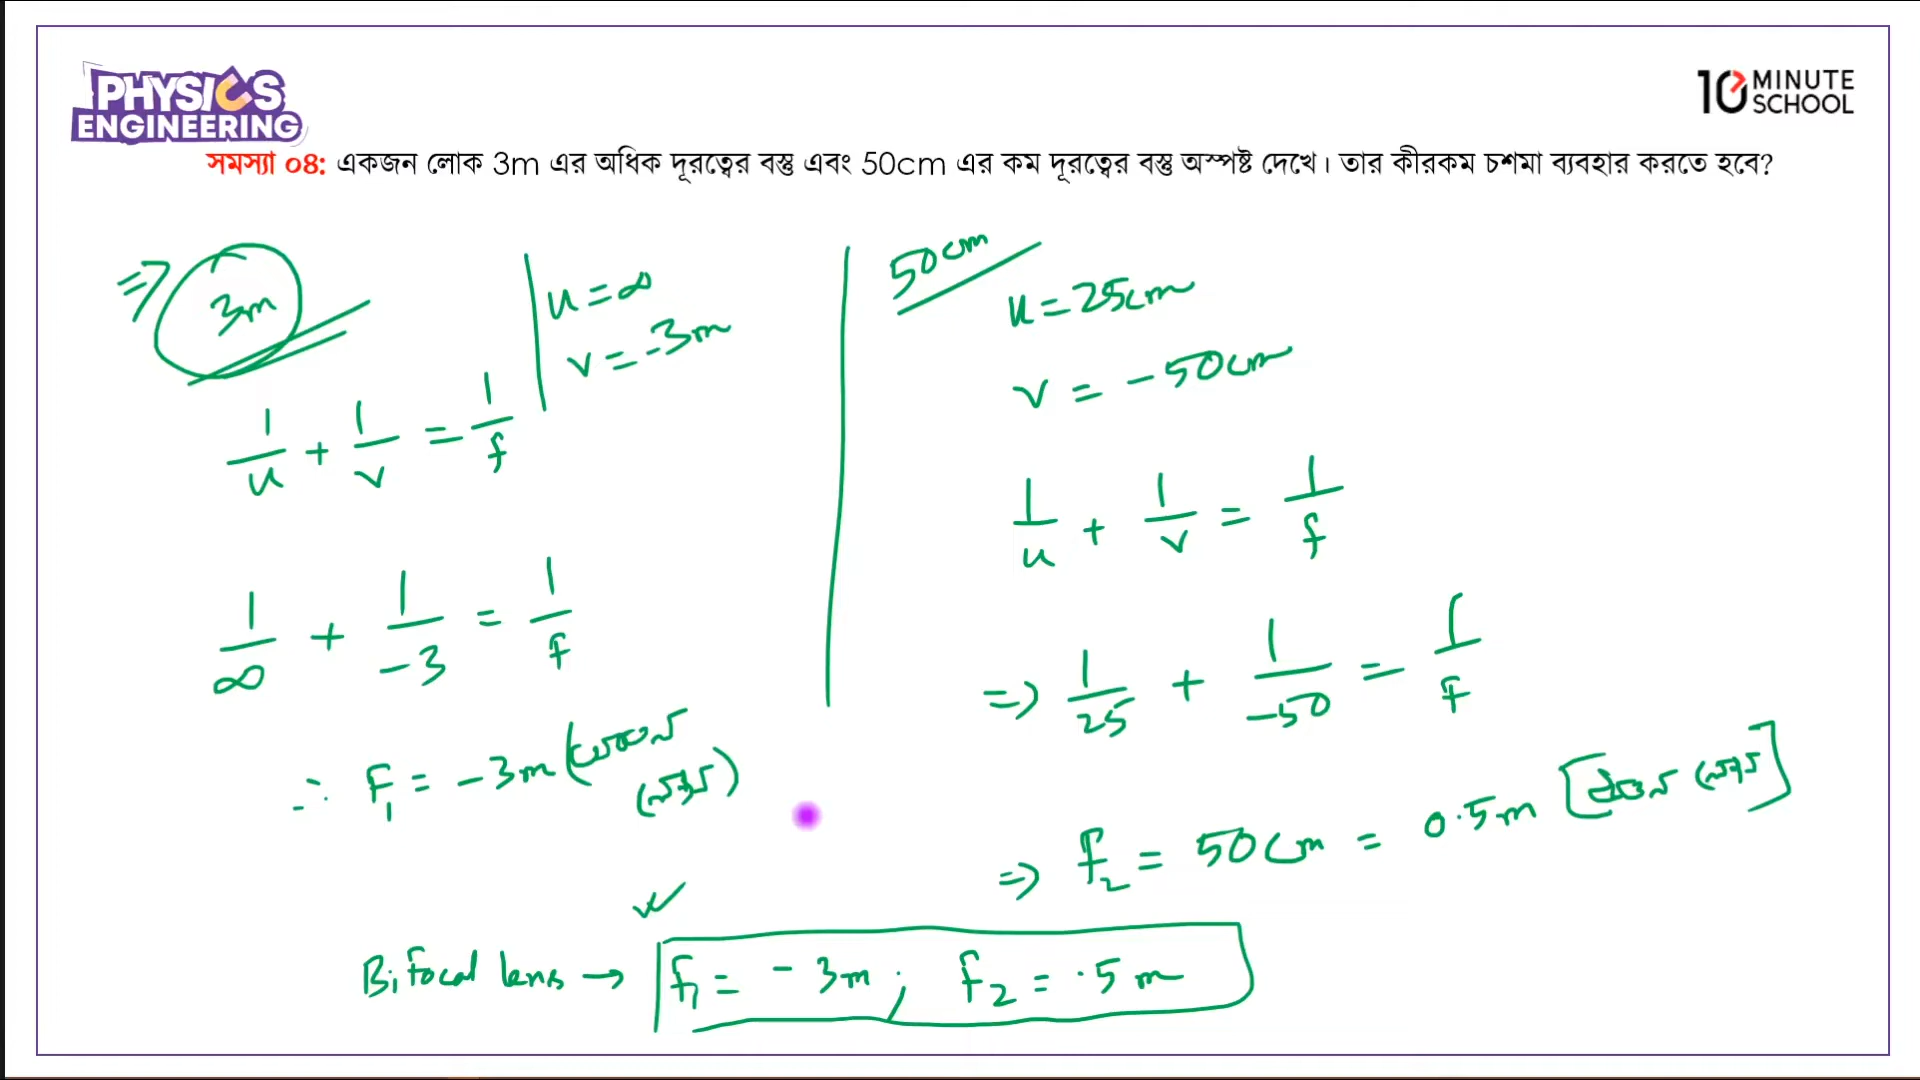 PHYSICS
ENGINEERING
10 MINUTE
SCHOOL
সমস্যা ০৪: একজন লোক 3m এর অধিক দূরত্বের বস্তু এবং 50cm এর কম দূরত্বের বস্তু অস্পষ্ট দেখে। তার কীরকম চশমা ব্যবহার করতে হবে?
⇒ 3m
u = ∞
v = -3m
1/u + 1/v = 1/f
1/∞ + 1/-3 = 1/f
∴ F₁ = -3m (অবতল
লেন্স)
50cm
u = 25cm
v = -50cm
1/u + 1/v = 1/f
⇒ 1/25 + 1/-50 = 1/f
⇒ f₂ = 50cm = 0.5m [উত্তল লেন্স]
Bifocal lens → f₁ = -3m; f₂ = .5m